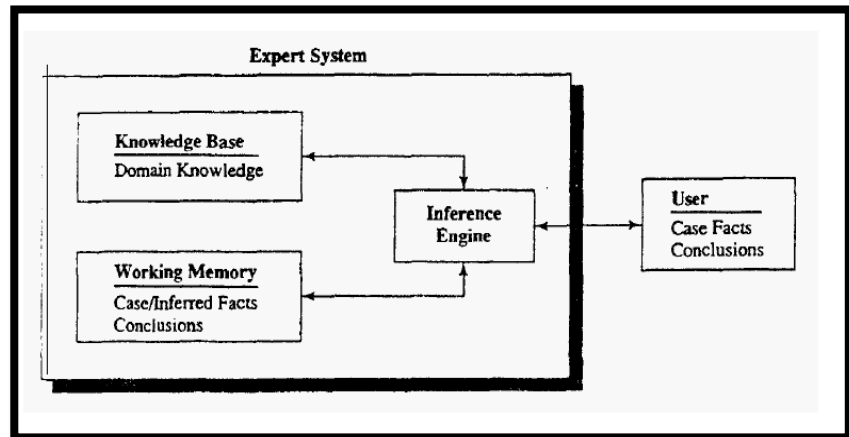 Expert System
Knowledge Base
Domain Knowledge
Inference
Engine
User
Case Facts
Conclusions
Working Memory
Case/Inferred Facts
Conclusions